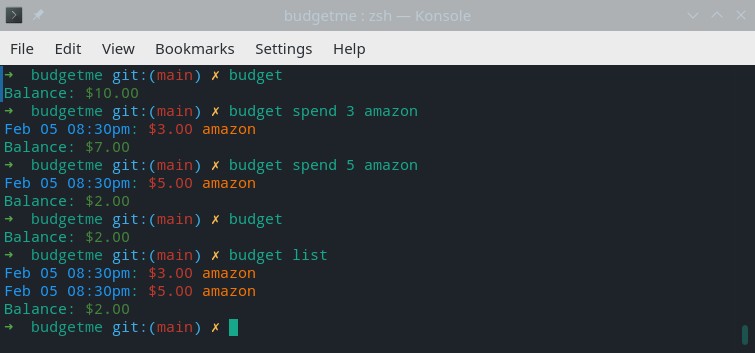 budgetme : zsh — Konsole
File Edit View Bookmarks Settings Help
➜ budgetme git:(main) ✗ budget
Balance: $10.00
➜ budgetme git:(main) ✗ budget spend 3 amazon
Feb 05 08:30pm: $3.00 amazon
Balance: $7.00
➜ budgetme git:(main) ✗ budget spend 5 amazon
Feb 05 08:30pm: $5.00 amazon
Balance: $2.00
➜ budgetme git:(main) ✗ budget
Balance: $2.00
➜ budgetme git:(main) ✗ budget list
Feb 05 08:30pm: $3.00 amazon
Feb 05 08:30pm: $5.00 amazon
Balance: $2.00
➜ budgetme git:(main) ✗